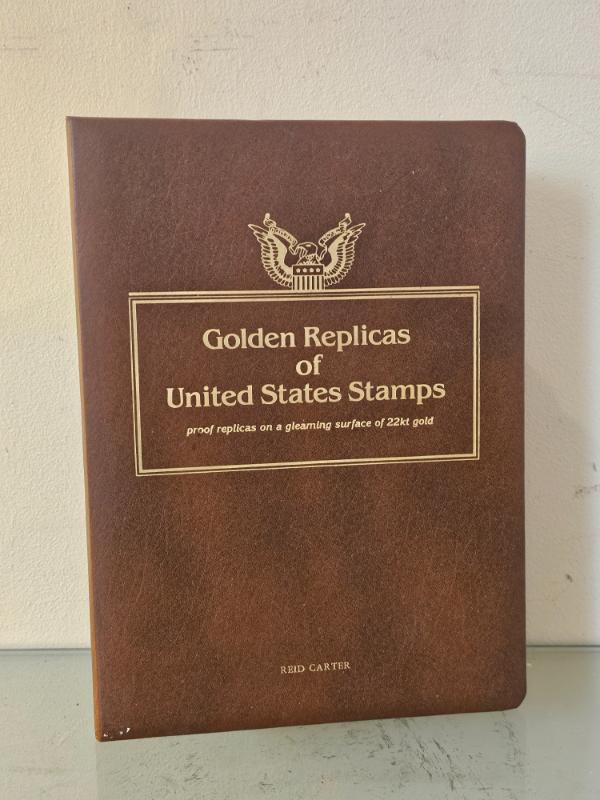 Golden Replicas
of
United States Stamps
proof replicas on a gleaming surface of 22kt gold
REID CARTER